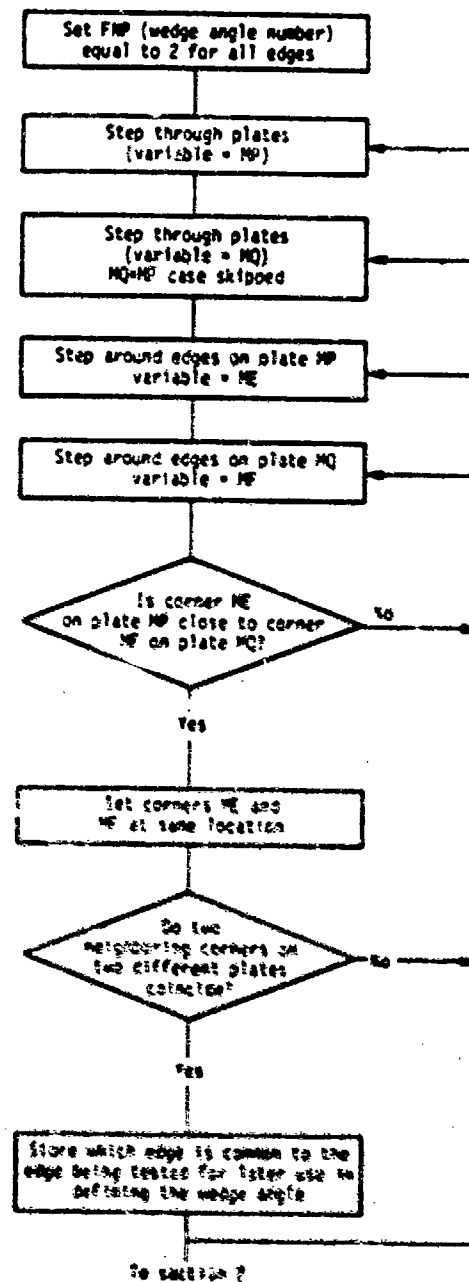 Set FNP (wedge angle number)
equal to 2 for all edges
Step through plates
(variable = MP)
Step through plates
(variable = MQ)
MQ=MP case skipped
Step around edges on plate MP
variable = ME
Step around edges on plate MQ
variable = MF
Is corner ME
on plate MP close to corner
MF on plate MQ?
No
Yes
Set corners ME and
MF at same location
Do two
neighboring corners on
two different plates
coincide?
No
Yes
Store which edge is common to the
edge being tested for later use in
defining the wedge angle
To section 2